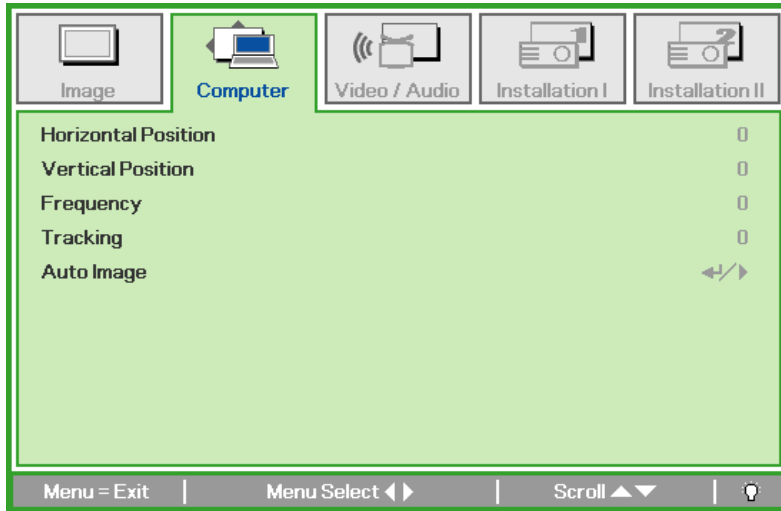 Image Computer Video / Audio Installation I Installation II
Horizontal Position 0
Vertical Position 0
Frequency 0
Tracking 0
Auto Image
Menu = Exit Menu Select Scroll